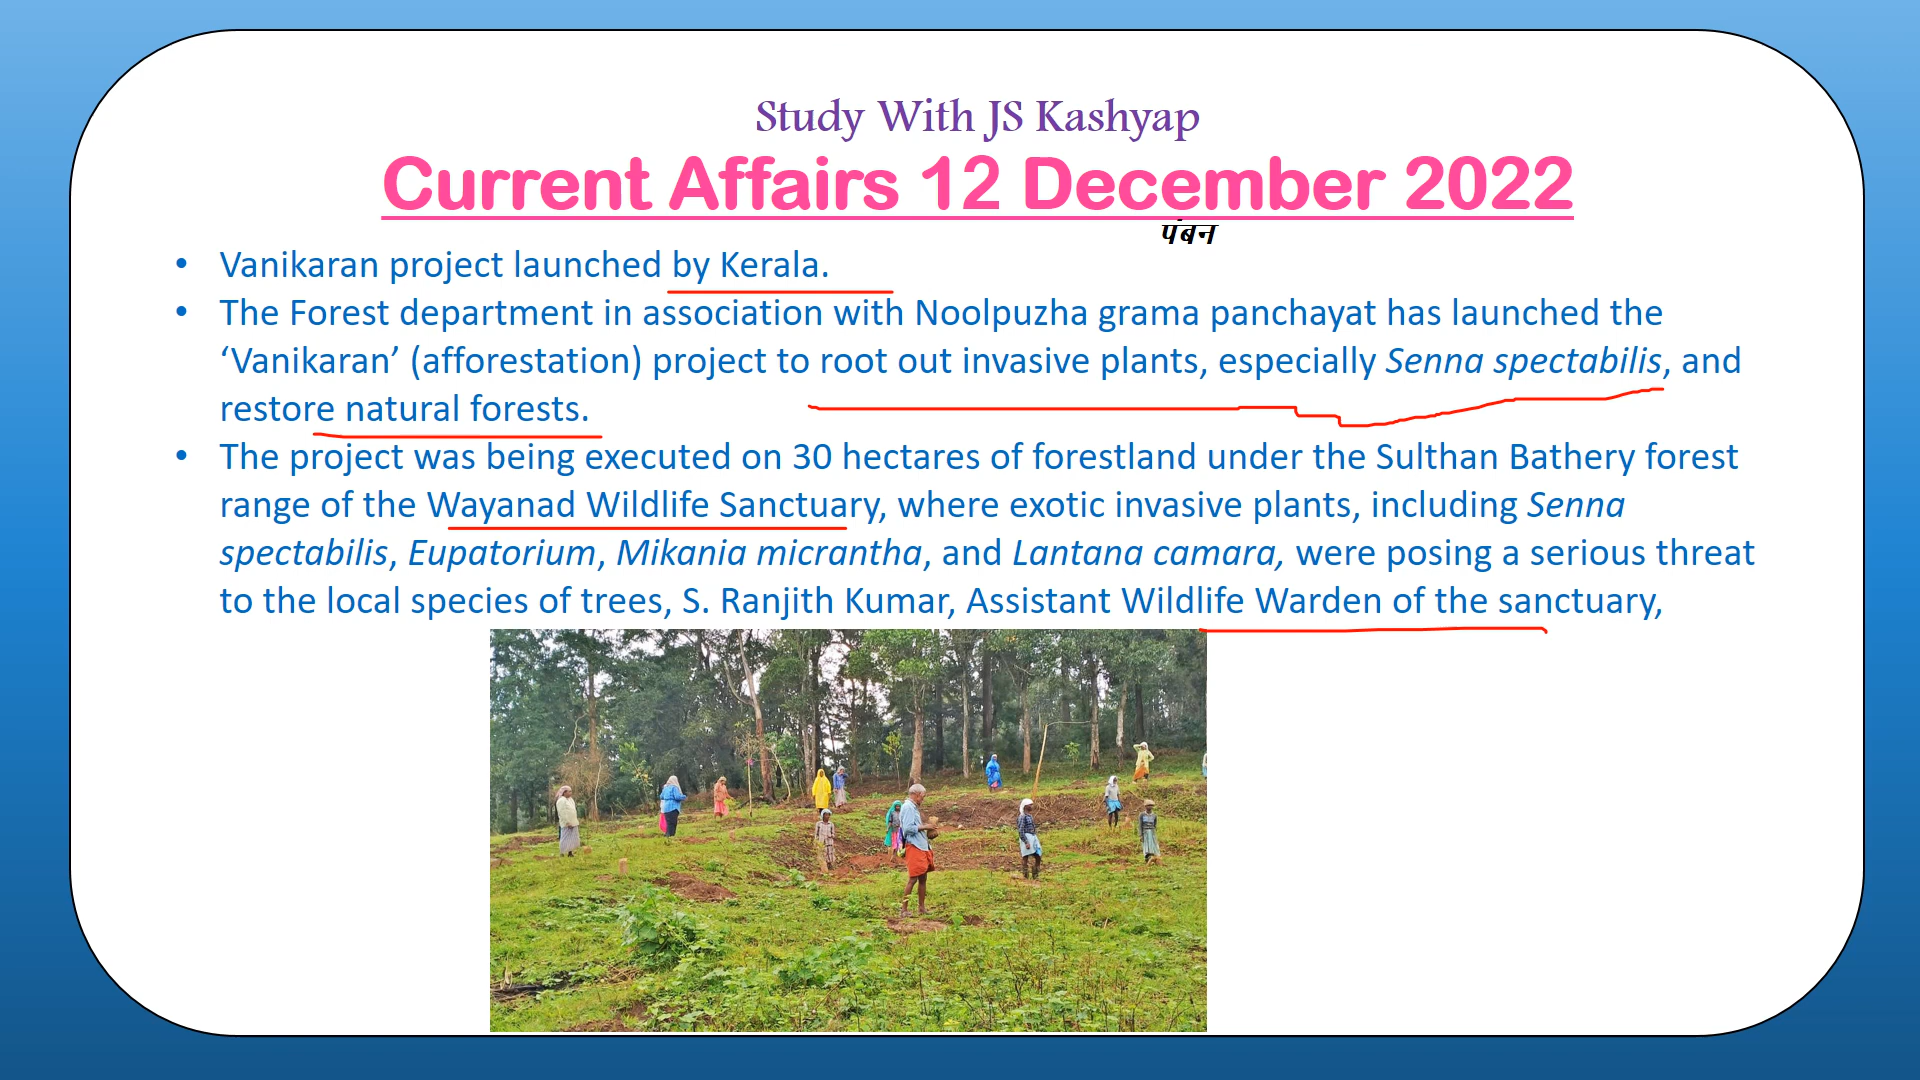 Study With JS Kashyap
Current Affairs 12 December 2022
पंबन
• Vanikaran project launched by Kerala.
• The Forest department in association with Noolpuzha grama panchayat has launched the
‘Vanikaran’ (afforestation) project to root out invasive plants, especially Senna spectabilis, and
restore natural forests.
• The project was being executed on 30 hectares of forestland under the Sulthan Bathery forest
range of the Wayanad Wildlife Sanctuary, where exotic invasive plants, including Senna
spectabilis, Eupatorium, Mikania micrantha, and Lantana camara, were posing a serious threat
to the local species of trees, S. Ranjith Kumar, Assistant Wildlife Warden of the sanctuary,